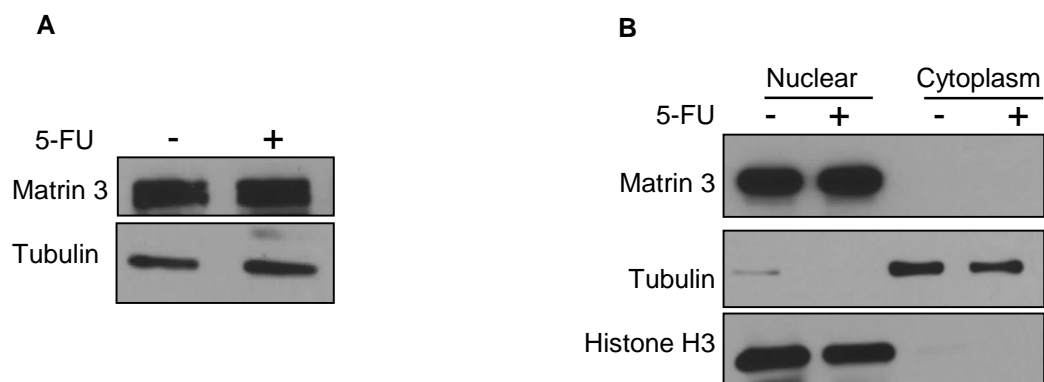 A
5-FU - +
Matrin 3
Tubulin
B
Nuclear Cytoplasm
5-FU - + - +
Matrin 3
Tubulin
Histone H3